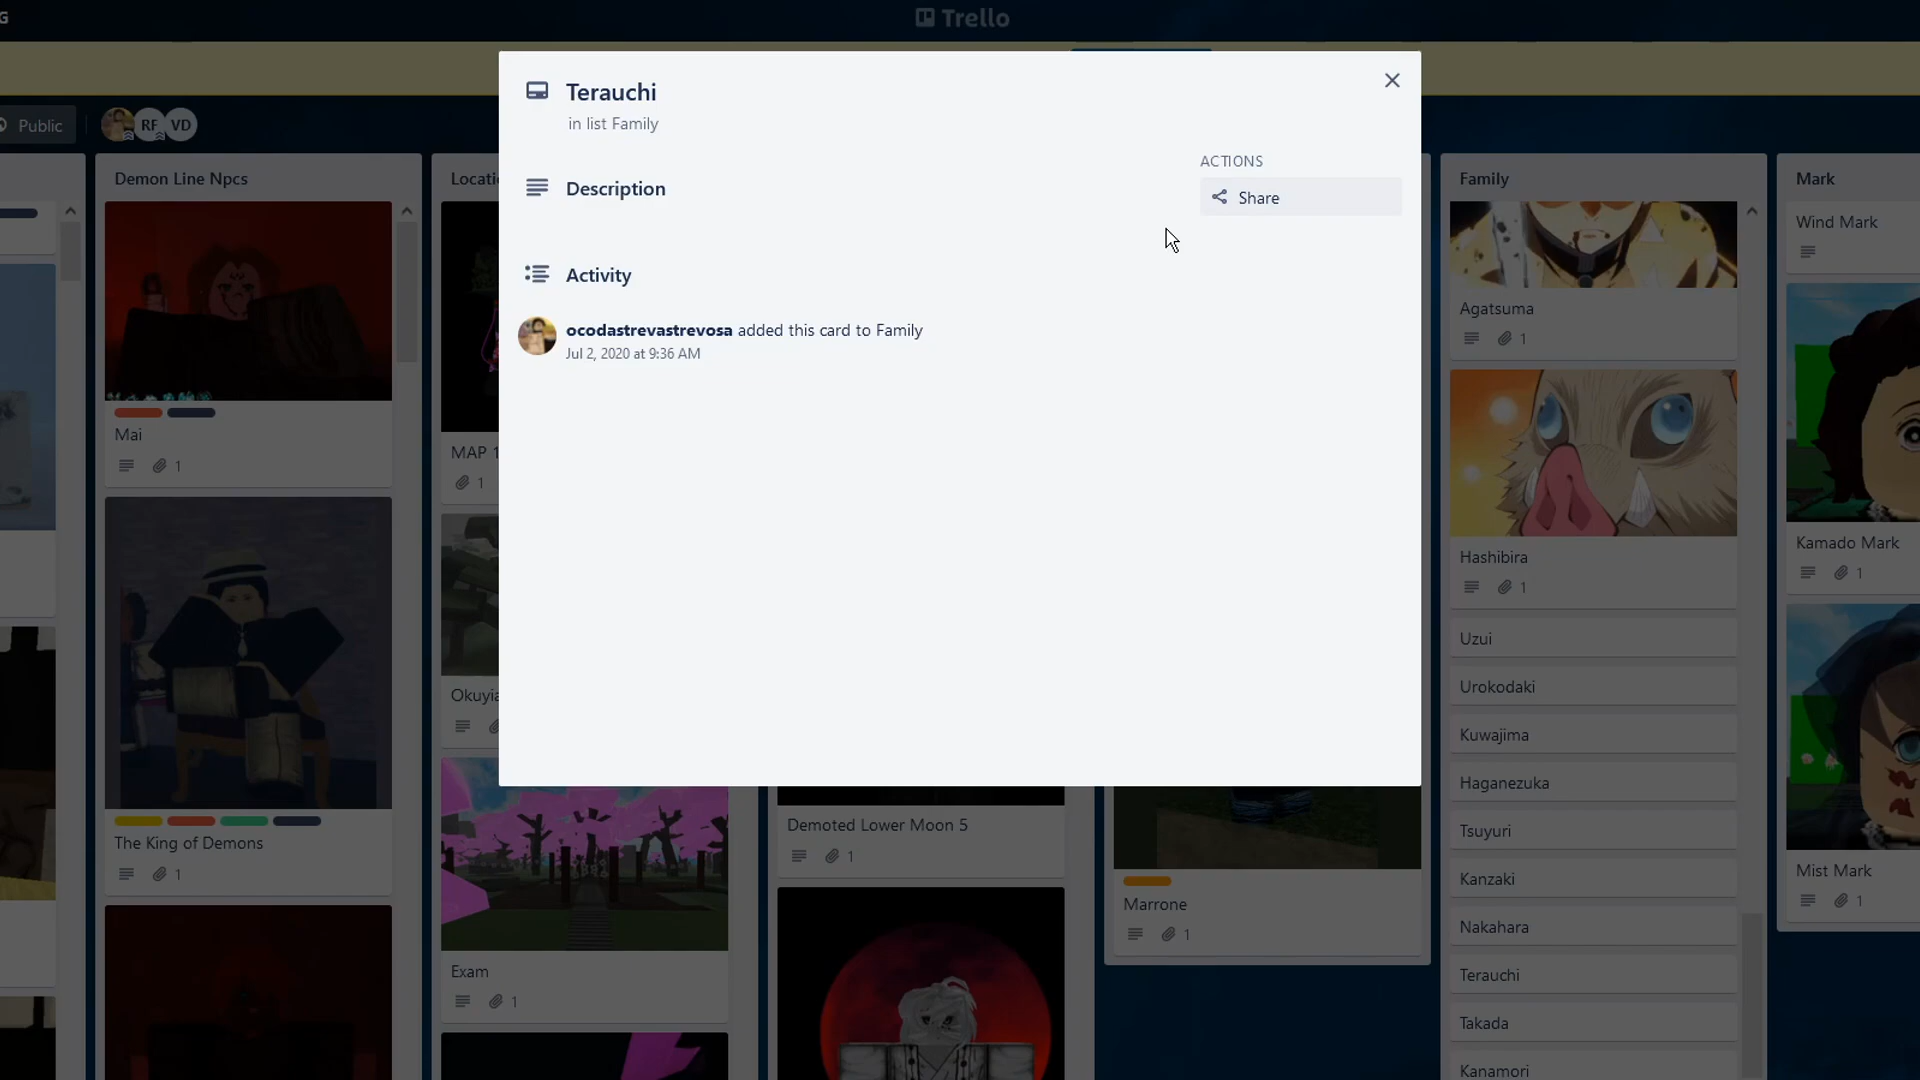 G
Trello
Public
RF
VD
Terauchi
in list Family
Description
ACTIONS
Share
Activity
ocodastrevastrevosa added this card to Family
Jul 2, 2020 at 9:36 AM
Demon Line Npcs
Mai
1
The King of Demons
1
Locatio
MAP 1
1
Okuyia
Exam
1
Demoted Lower Moon 5
1
Marrone
1
Family
Agatsuma
1
Hashibira
1
Uzui
Urokodaki
Kuwajima
Haganezuka
Tsuyuri
Kanzaki
Nakahara
Terauchi
Takada
Kanamori
Mark
Wind Mark
Kamado Mark
1
Mist Mark
1